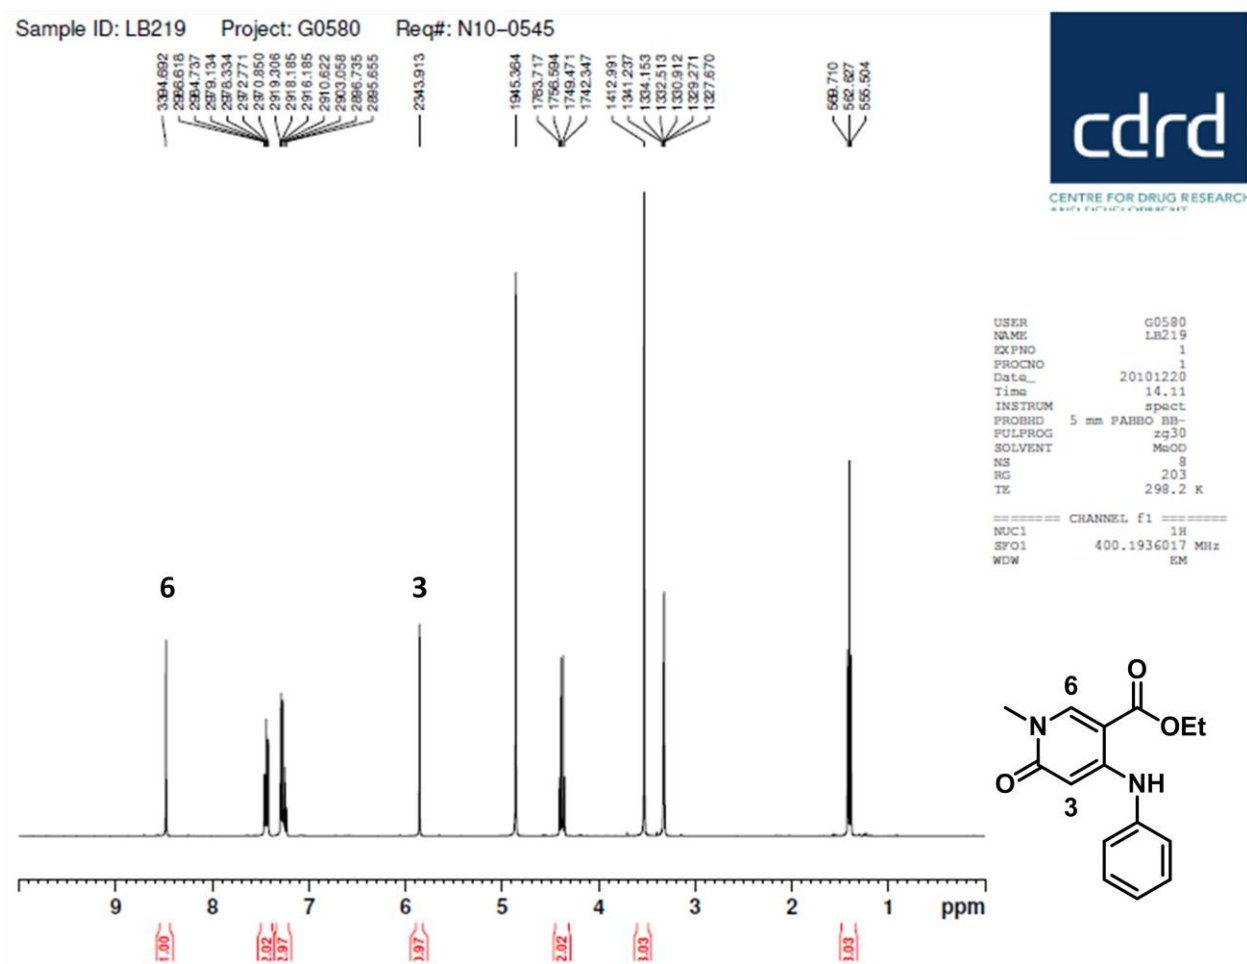 Sample ID: LB219 Project: G0580 Req#: N10-0545
3394.692
2986.618
2984.737
2979.134
2978.334
2972.771
2970.850
2919.306
2918.185
2916.185
2910.622
2903.058
2896.735
2895.655
2343.913
1945.364
1763.717
1756.594
1749.471
1742.347
1412.991
1341.237
1334.153
1332.513
1330.912
1329.271
1327.670
569.710
562.627
555.504
cdrd
CENTRE FOR DRUG RESEARCH
AND DEVELOPMENT
USER G0580
NAME LB219
EXPNO 1
PROCNO 1
Date_ 20101220
Time 14.11
INSTRUM spect
PROBHD 5 mm PABBO BB-
PULPROG zg30
SOLVENT MeOD
NS 8
RG 203
TE 298.2 K
======== CHANNEL f1 ========
NUC1 1H
SFO1 400.1936017 MHz
WDW EM
6 3
6
O
N
OEt
O
NH
3
9 8 7 6 5 4 3 2 1 ppm
1.00
2.02
2.97
0.97
2.02
3.03
3.03